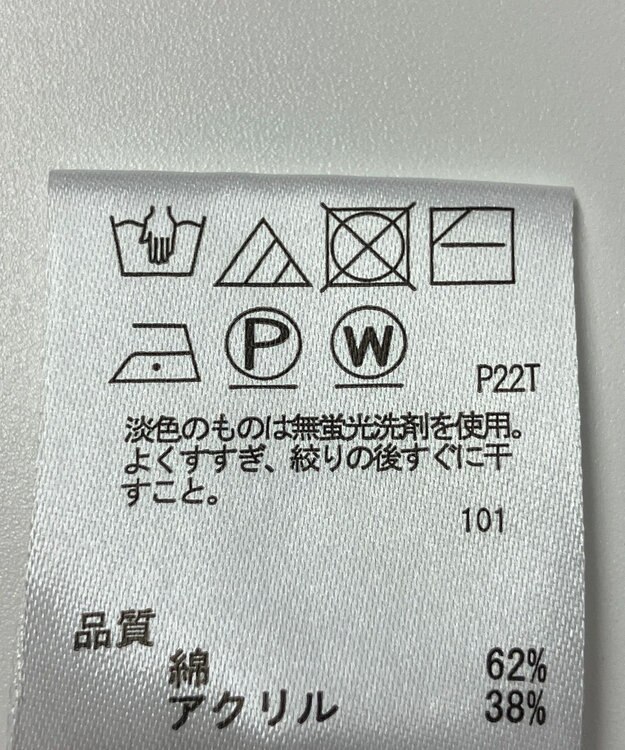 P W
P22T
淡色のものは無蛍光洗剤を使用。
よくすすぎ、絞りの後すぐに干
すこと。
101
品質
綿 62%
アクリル 38%